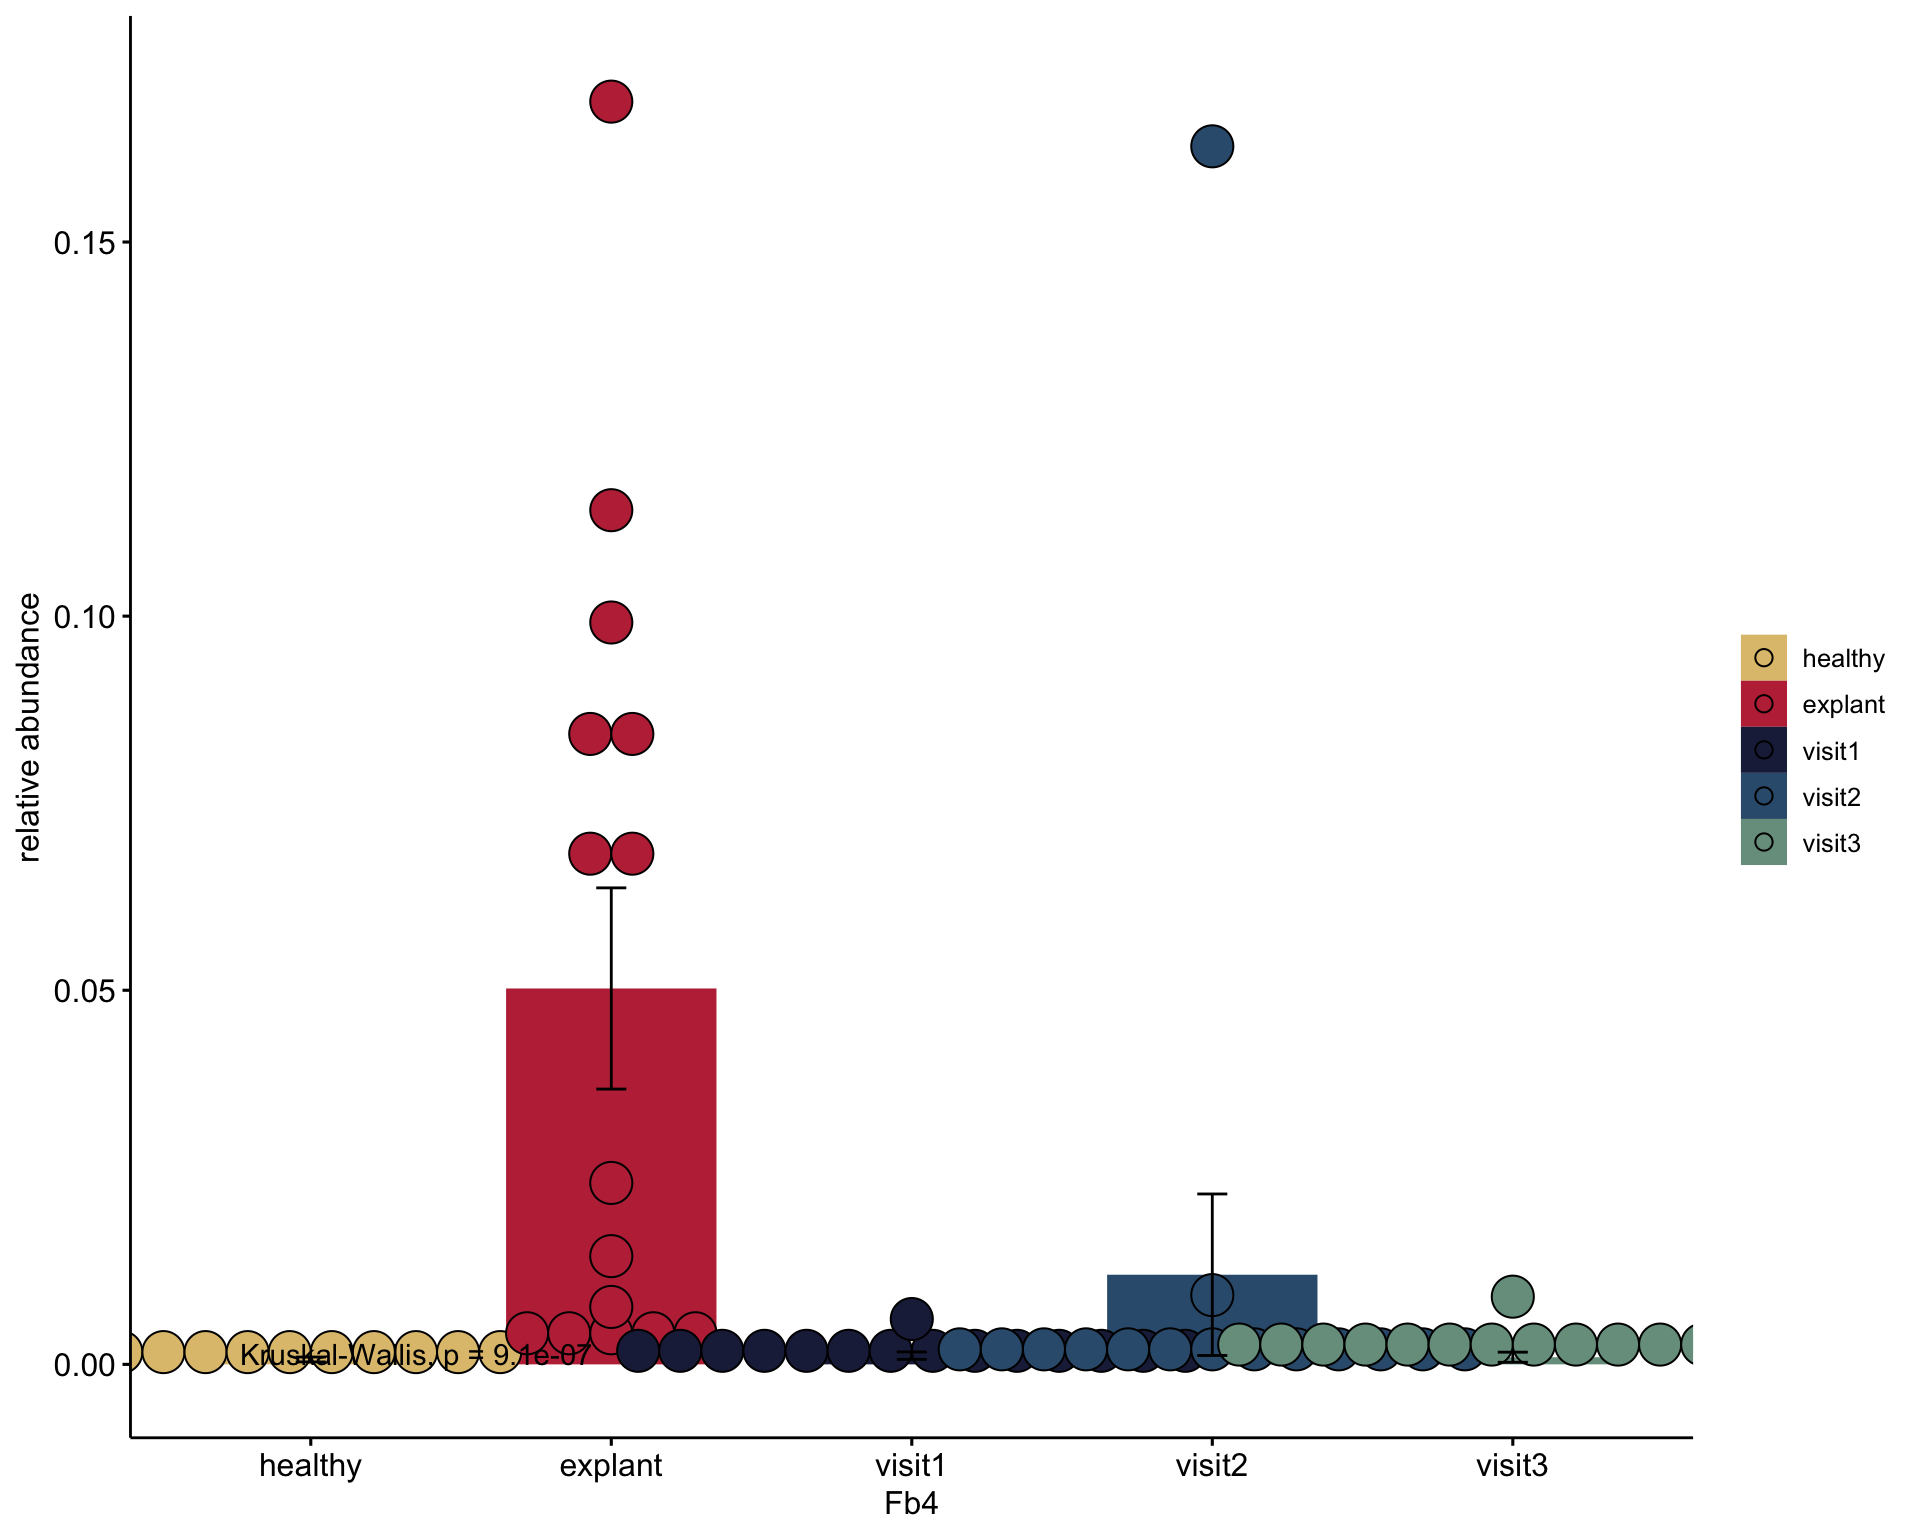 0.15
0.10
0.05
0.00
relative abundance
Kruskal-Wallis, p = 9.1e-07
healthy
explant
visit1
visit2
visit3
Fb4
healthy
explant
visit1
visit2
visit3